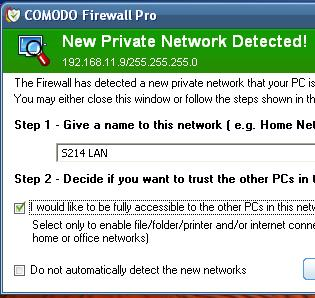 COMODO Firewall Pro
New Private Network Detected!
192.168.11.9/255.255.255.0
The Firewall has detected a new private network that your PC is
You may either close this window or follow the steps shown in th
Step 1 - Give a name to this network ( e.g. Home Net
5214 LAN
Step 2 - Decide if you want to trust the other PCs in t
I would like to be fully accessible to the other PCs in this net
Select only to enable file/folder/printer and/or internet conne
home or office networks)
Do not automatically detect the new networks